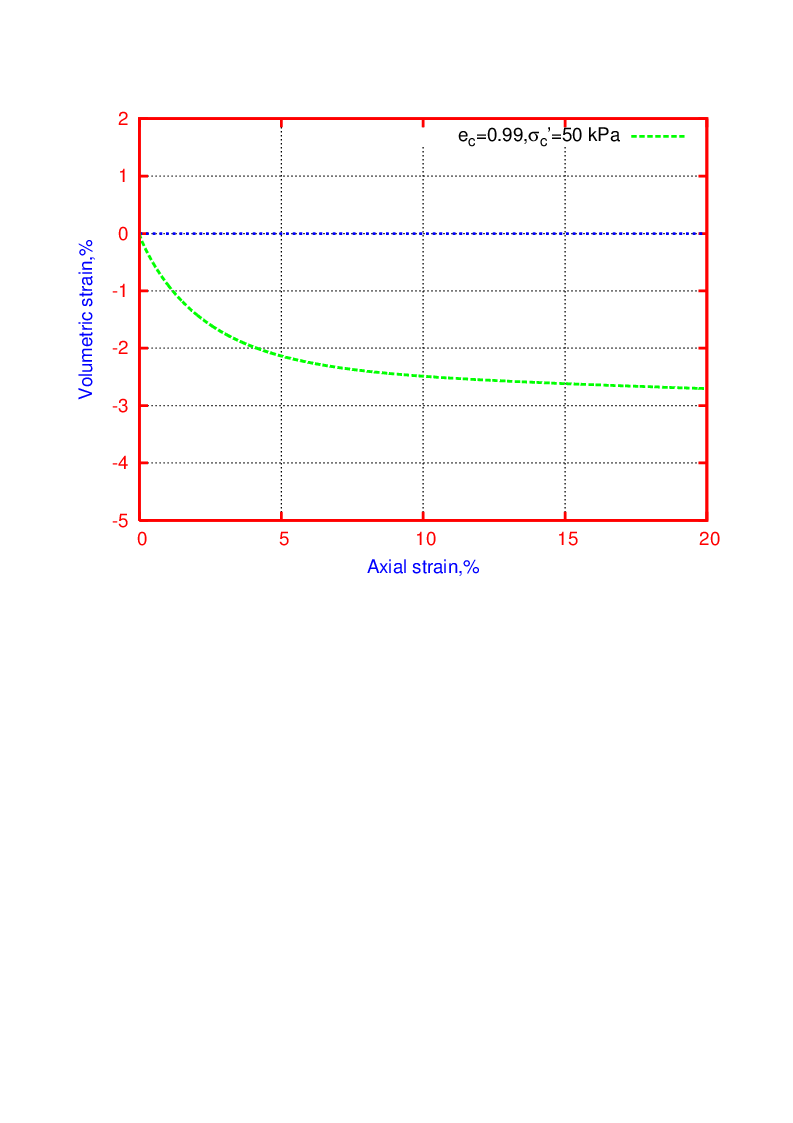 2
e_c=0.99,σ_c'=50 kPa
1
0
-1
-2
-3
-4
-5
Volumetric strain,%
0 5 10 15 20
Axial strain,%